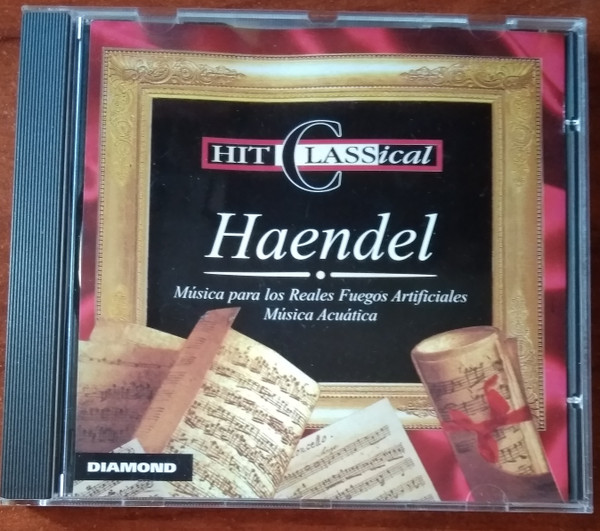 HIT CLASSical
Haendel
Música para los Reales Fuegos Artificiales
Música Acuática
DIAMOND